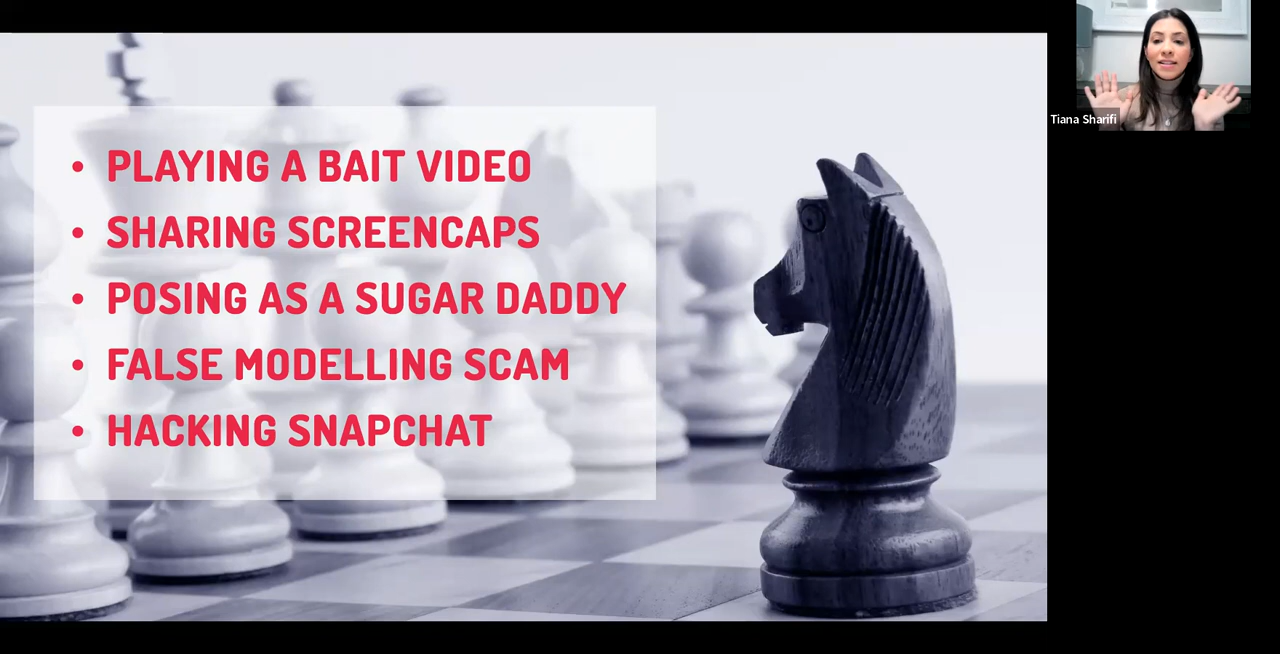 • PLAYING A BAIT VIDEO
• SHARING SCREENCAPS
• POSING AS A SUGAR DADDY
• FALSE MODELLING SCAM
• HACKING SNAPCHAT
Tiana Sharifi